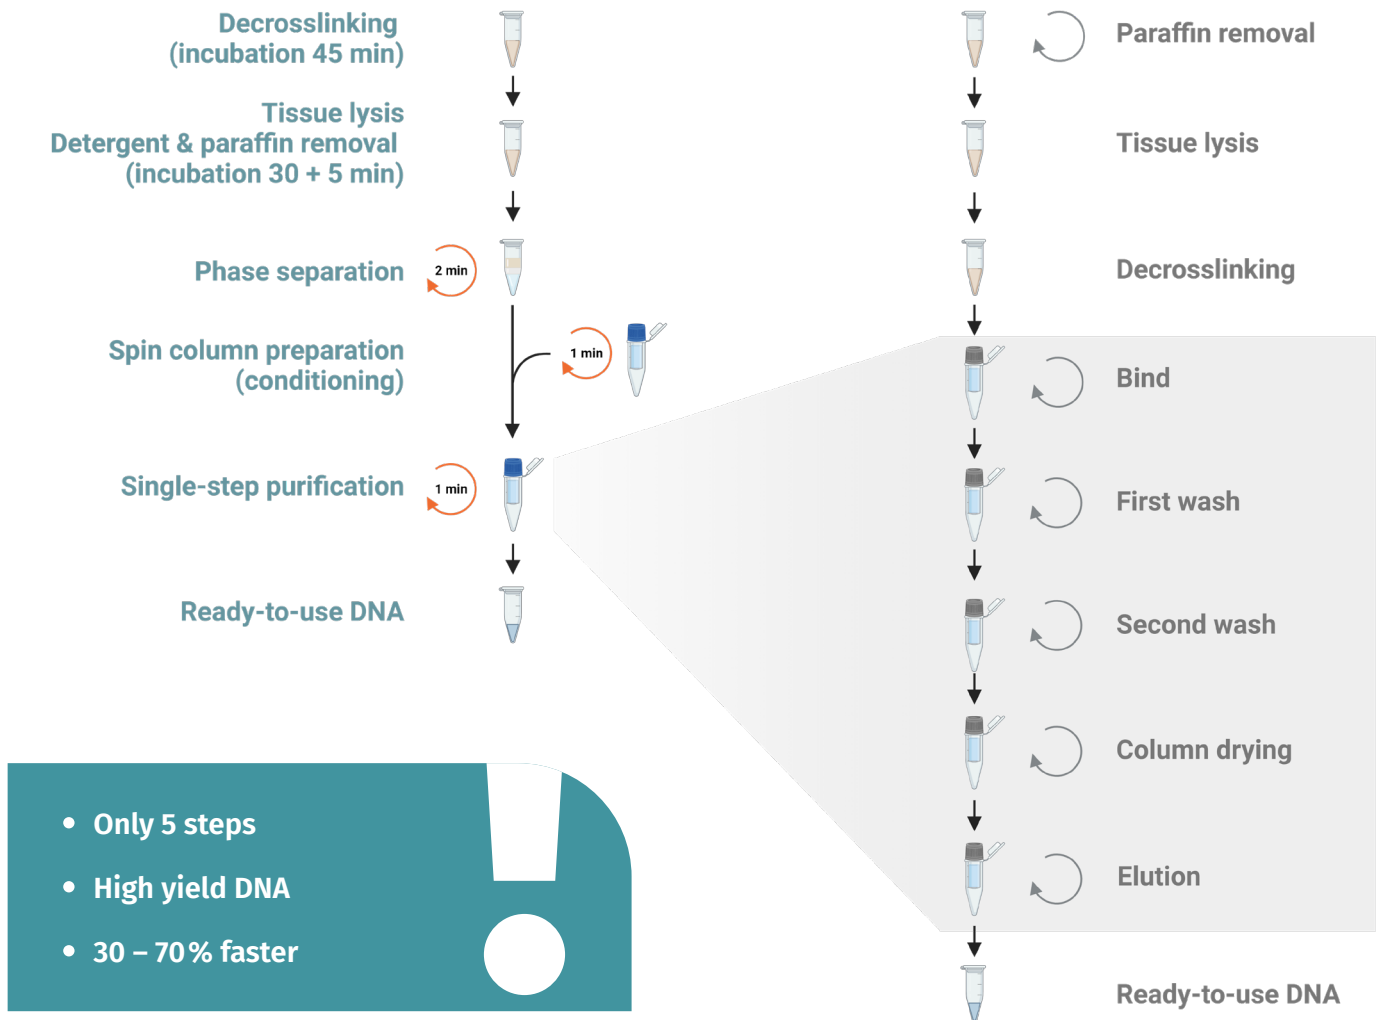 Decrosslinking
(incubation 45 min)
Tissue lysis
Detergent & paraffin removal
(incubation 30 + 5 min)
Phase separation
2 min
Spin column preparation
(conditioning)
1 min
Single-step purification
1 min
Ready-to-use DNA
• Only 5 steps
• High yield DNA
• 30 – 70 % faster
Paraffin removal
Tissue lysis
Decrosslinking
Bind
First wash
Second wash
Column drying
Elution
Ready-to-use DNA